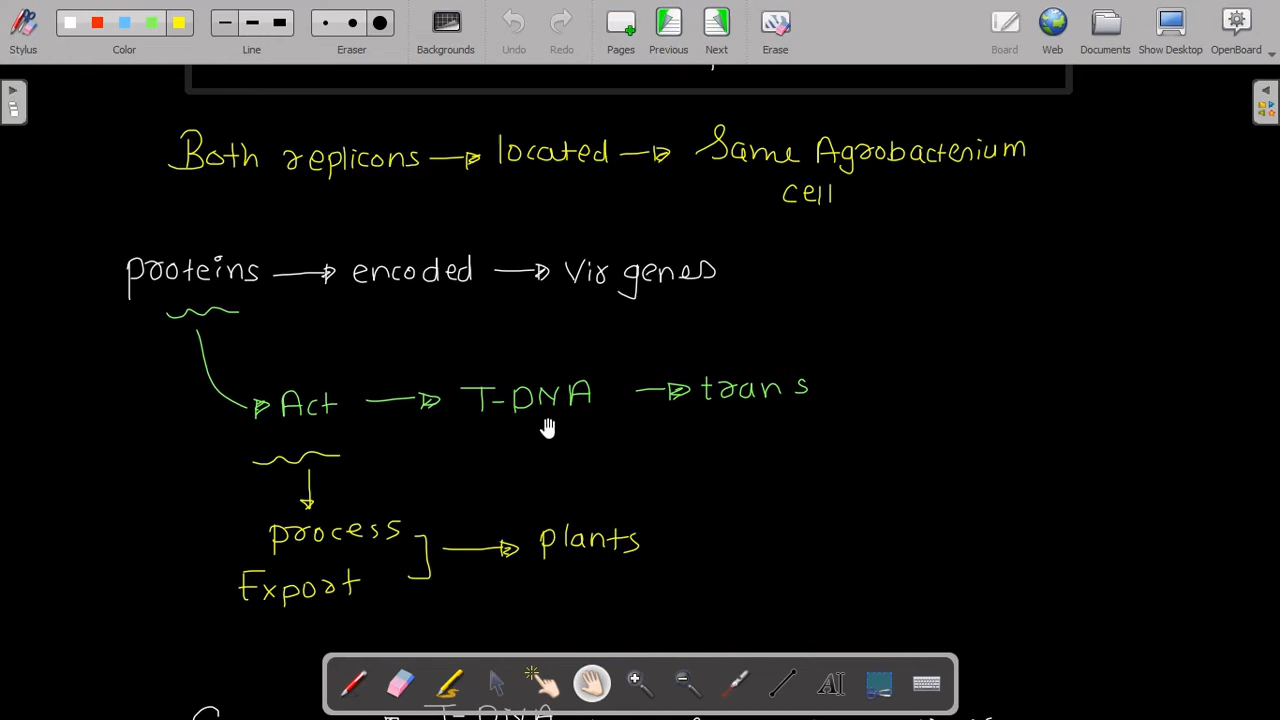 Stylus Color Line Eraser Backgrounds Undo Redo Pages Previous Next Erase Board Web Documents Show Desktop OpenBoard
Both replicons located Same Agrobacterium
cell
proteins encoded Vir genes
Act T-DNA trans
process
plants
Export
T-DNA